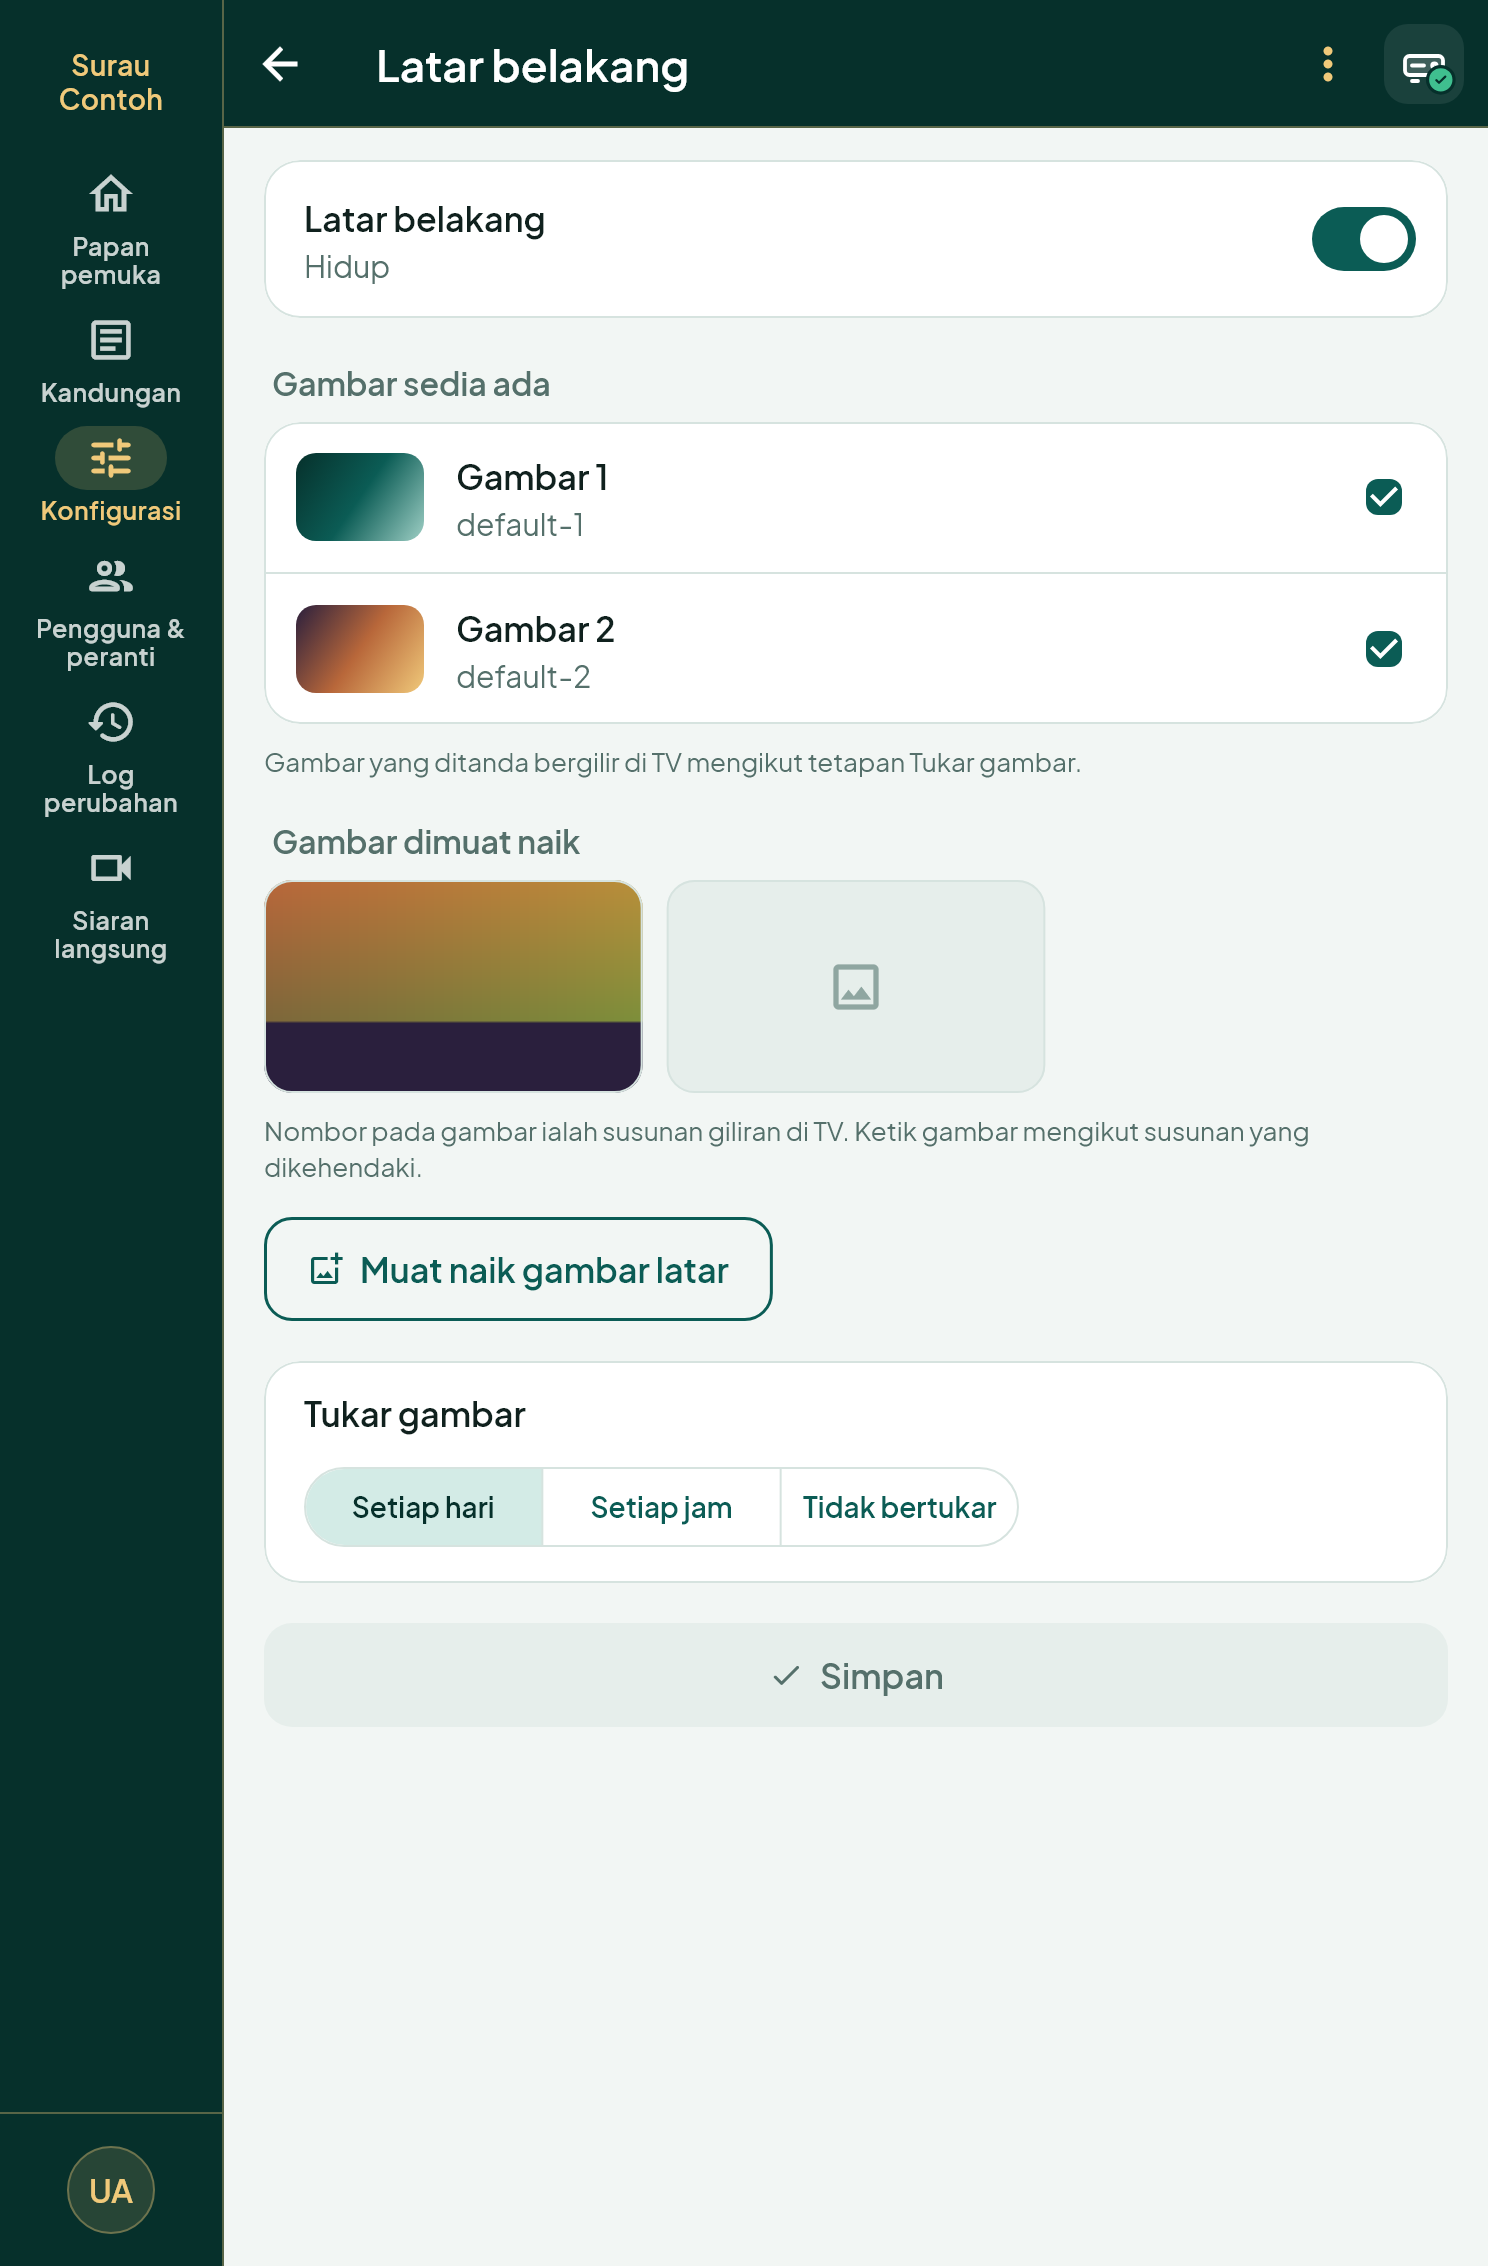 Surau
Contoh
Papan
pemuka
Kandungan
Konfigurasi
Pengguna &
peranti
Log
perubahan
Siaran
langsung
UA
Latar belakang
Latar belakang
Hidup
Gambar sedia ada
Gambar 1
default-1
Gambar 2
default-2
Gambar yang ditanda bergilir di TV mengikut tetapan Tukar gambar.
Gambar dimuat naik
Nombor pada gambar ialah susunan giliran di TV. Ketik gambar mengikut susunan yang
dikehendaki.
Muat naik gambar latar
Tukar gambar
Setiap hari
Setiap jam
Tidak bertukar
Simpan